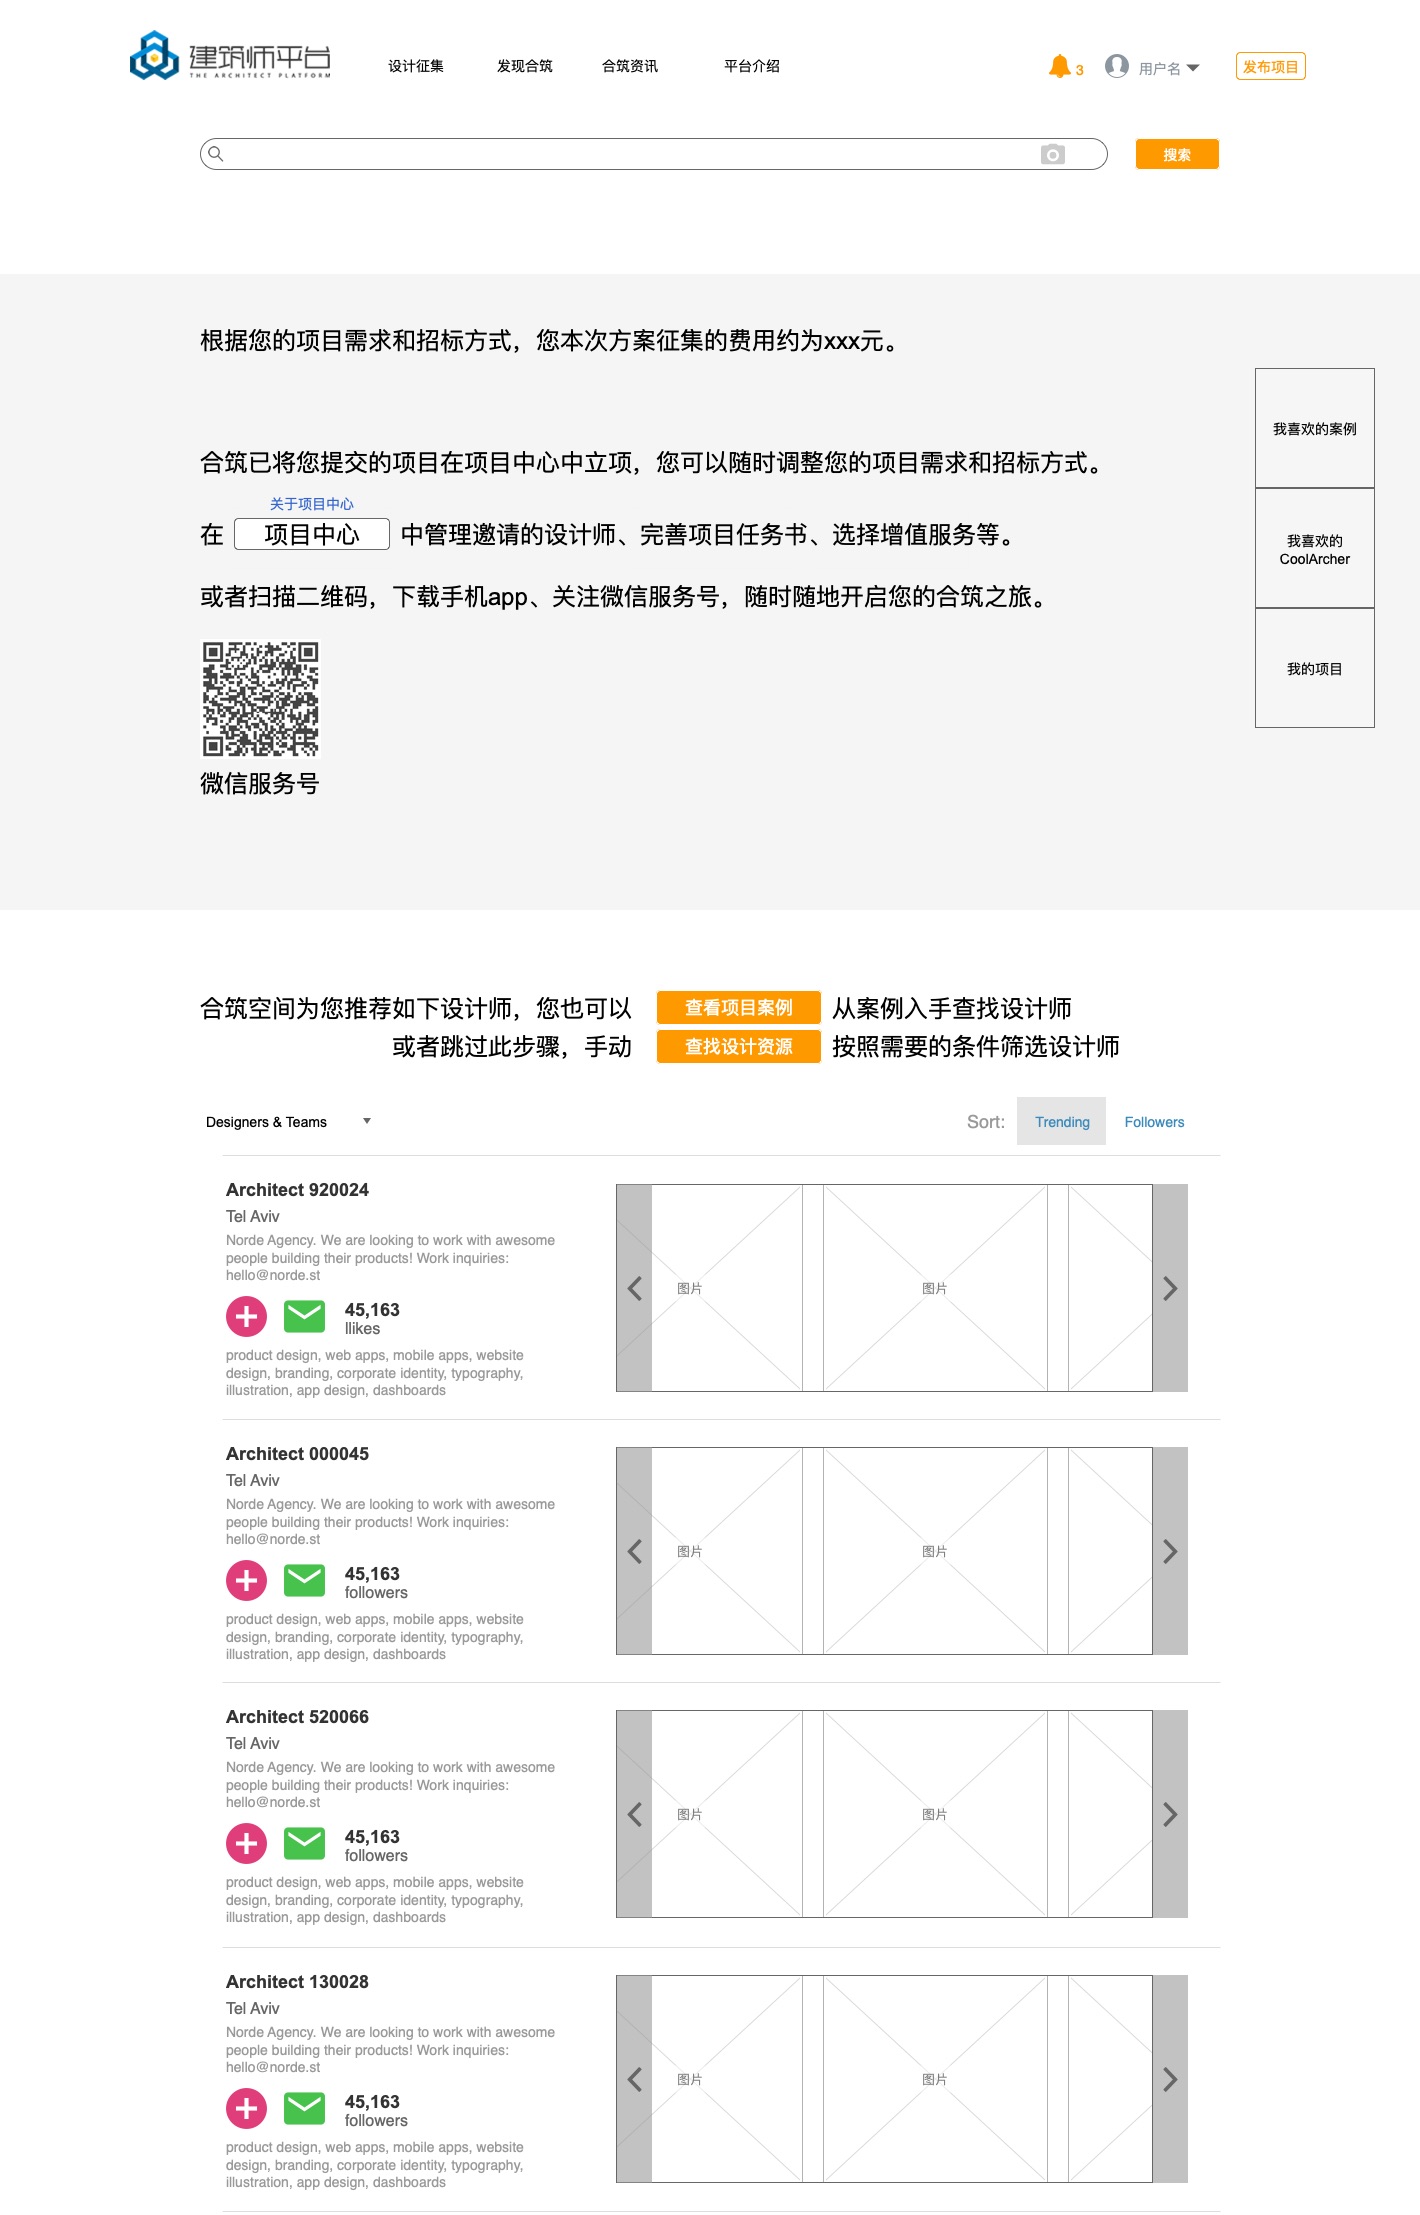 建筑师平台
THE ARCHITECT PLATFORM
设计征集
发现合筑
合筑资讯
平台介绍
3
用户名
发布项目
搜索
根据您的项目需求和招标方式，您本次方案征集的费用约为xxx元。
合筑已将您提交的项目在项目中心中立项，您可以随时调整您的项目需求和招标方式。
关于项目中心
在 项目中心 中管理邀请的设计师、完善项目任务书、选择增值服务等。
或者扫描二维码，下载手机app、关注微信服务号，随时随地开启您的合筑之旅。
微信服务号
我喜欢的案例
我喜欢的
CoolArcher
我的项目
合筑空间为您推荐如下设计师，您也可以 查看项目案例 从案例入手查找设计师
或者跳过此步骤，手动 查找设计资源 按照需要的条件筛选设计师
Designers & Teams
Sort: Trending Followers
Architect 920024
Tel Aviv
Norde Agency. We are looking to work with awesome
people building their products! Work inquiries:
hello@norde.st
45,163
llikes
product design, web apps, mobile apps, website
design, branding, corporate identity, typography,
illustration, app design, dashboards
图片
图片
Architect 000045
Tel Aviv
Norde Agency. We are looking to work with awesome
people building their products! Work inquiries:
hello@norde.st
45,163
followers
product design, web apps, mobile apps, website
design, branding, corporate identity, typography,
illustration, app design, dashboards
图片
图片
Architect 520066
Tel Aviv
Norde Agency. We are looking to work with awesome
people building their products! Work inquiries:
hello@norde.st
45,163
followers
product design, web apps, mobile apps, website
design, branding, corporate identity, typography,
illustration, app design, dashboards
图片
图片
Architect 130028
Tel Aviv
Norde Agency. We are looking to work with awesome
people building their products! Work inquiries:
hello@norde.st
45,163
followers
product design, web apps, mobile apps, website
design, branding, corporate identity, typography,
illustration, app design, dashboards
图片
图片